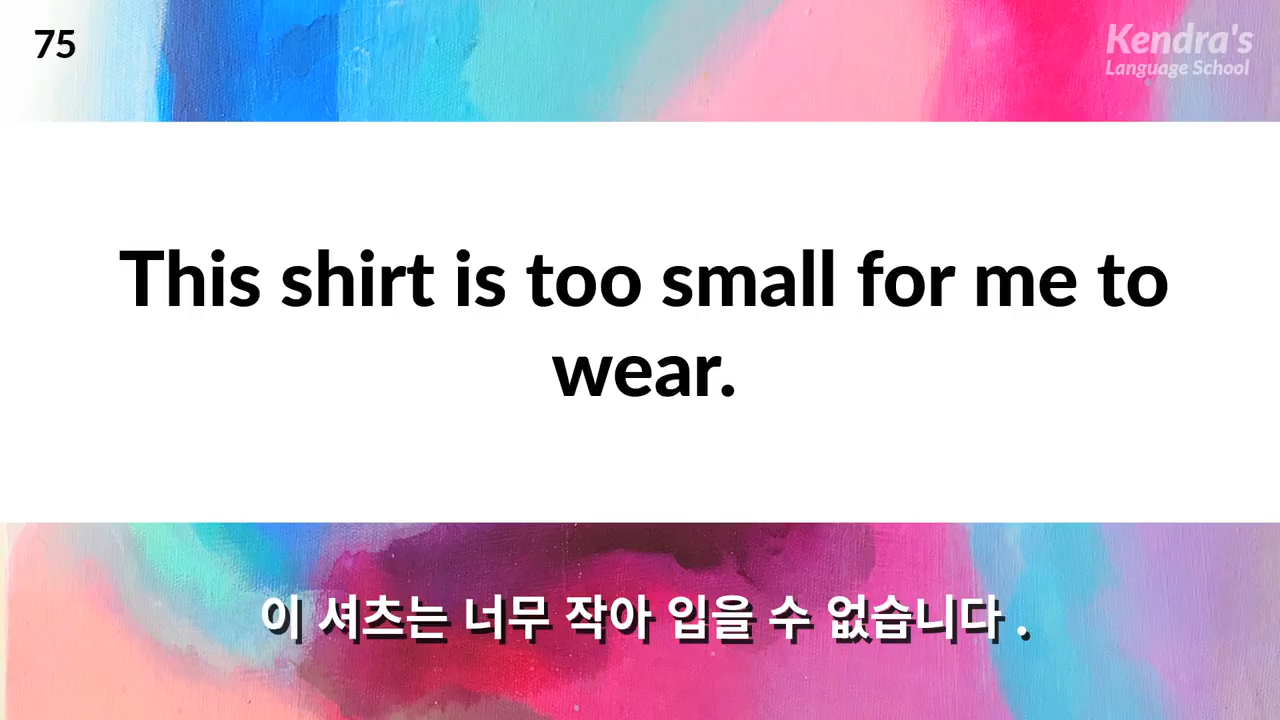 75
Kendra's
Language School
This shirt is too small for me to
wear.
이 셔츠는 너무 작아 입을 수 없습니다 .